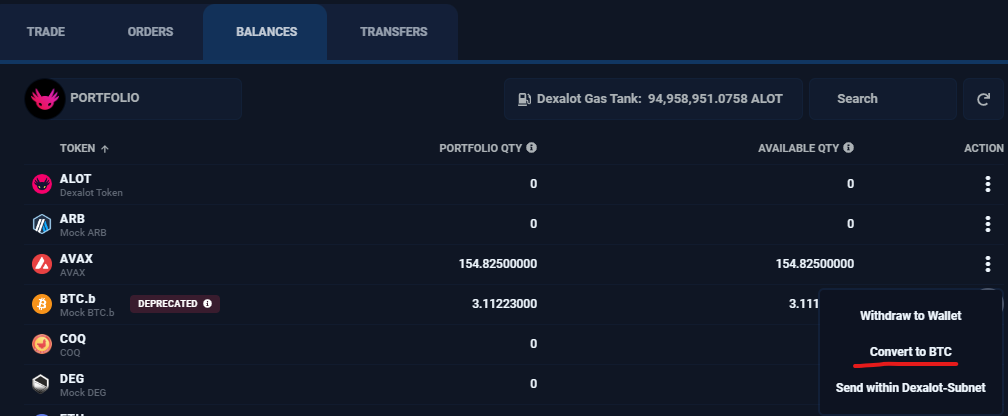 TRADE ORDERS BALANCES TRANSFERS
PORTFOLIO Dexalot Gas Tank: 94,958,951.0758 ALOT Search
TOKEN ↑ PORTFOLIO QTY AVAILABLE QTY ACTION
ALOT 0 0
Dexalot Token
ARB 0 0
Mock ARB
AVAX 154.82500000 154.82500000
AVAX
BTC.b DEPRECATED 3.11223000 3.111
Mock BTC.b
Withdraw to Wallet
COQ 0
COQ
Convert to BTC
DEG 0
Mock DEG
Send within Dexalot-Subnet